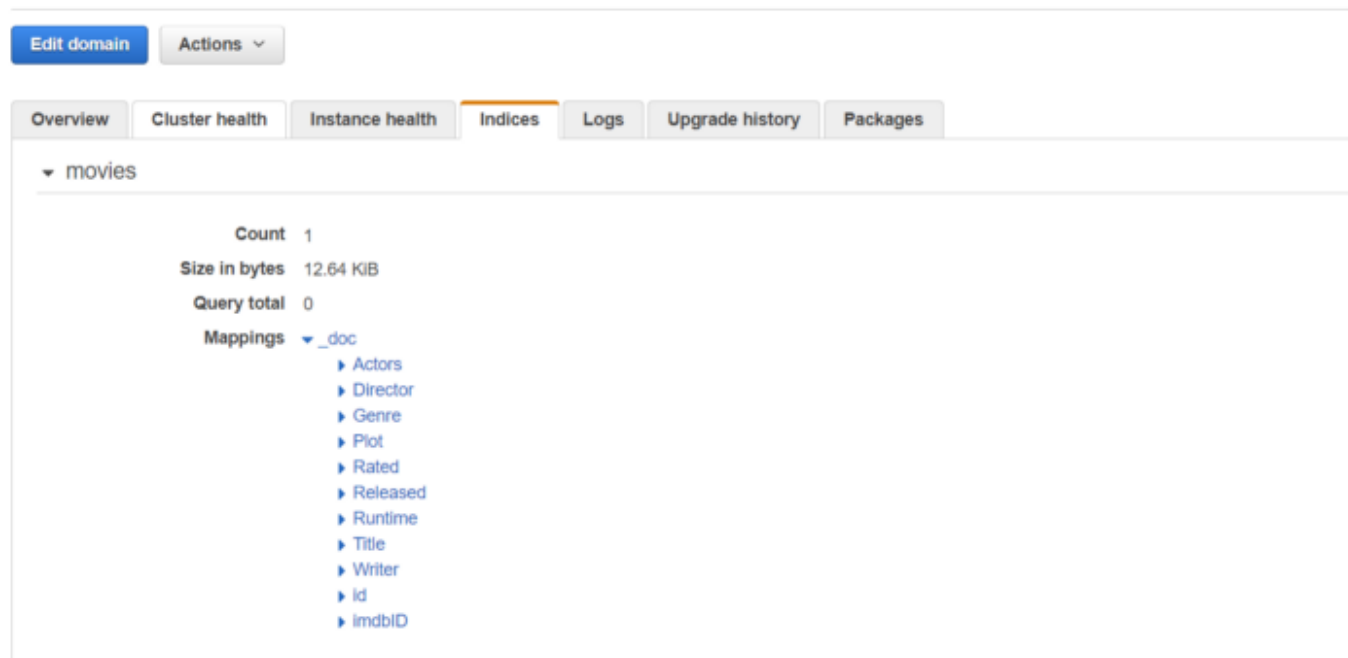 Edit domain Actions
Overview Cluster health Instance health Indices Logs Upgrade history Packages
movies
Count 1
Size in bytes 12.64 KiB
Query total 0
Mappings _doc
Actors
Director
Genre
Plot
Rated
Released
Runtime
Title
Writer
id
imdbID